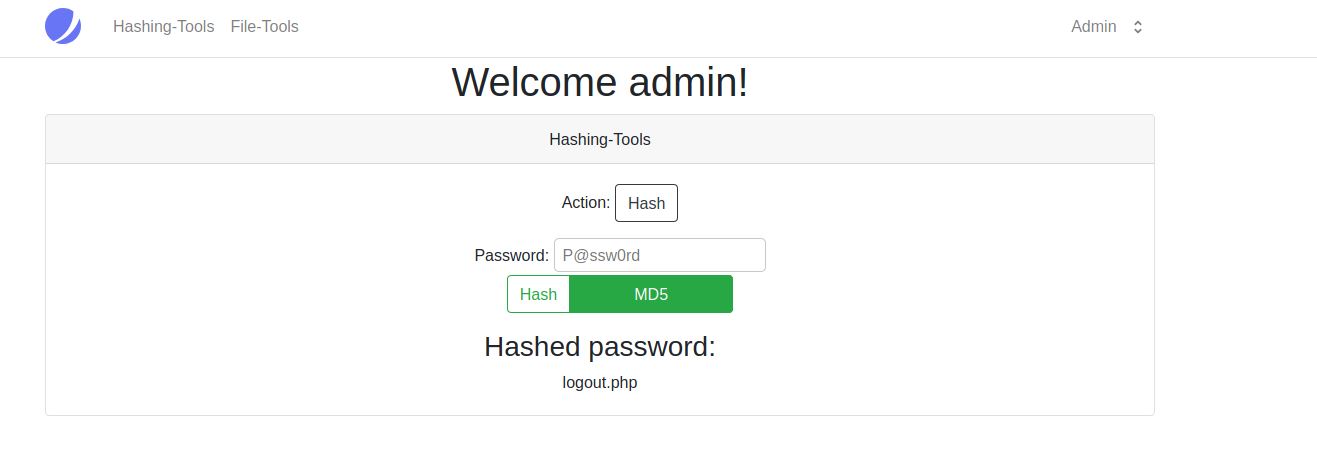 Hashing-Tools File-Tools Admin
Welcome admin!
Hashing-Tools
Action: Hash
Password: P@ssw0rd
Hash MD5
Hashed password:
logout.php